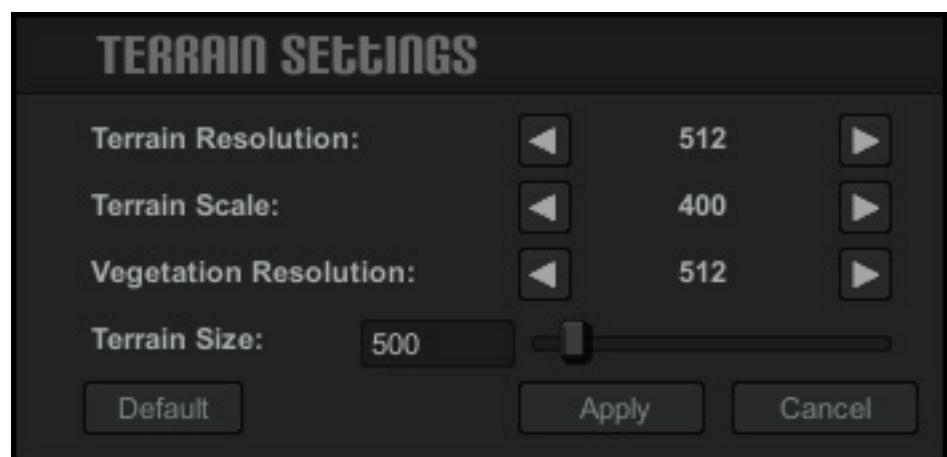 TERRAIN SETTINGS
Terrain Resolution: 512
Terrain Scale: 400
Vegetation Resolution: 512
Terrain Size: 500
Default Apply Cancel